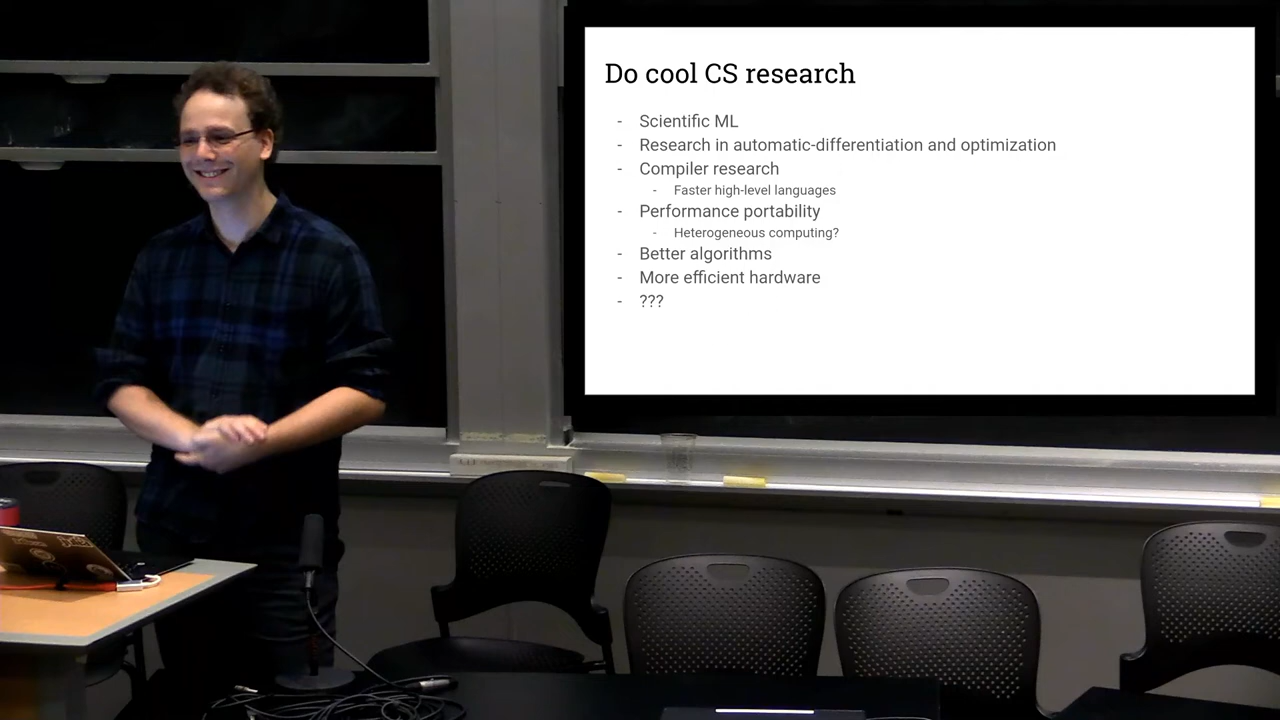 Do cool CS research
- Scientific ML
- Research in automatic-differentiation and optimization
- Compiler research
- Faster high-level languages
- Performance portability
- Heterogeneous computing?
- Better algorithms
- More efficient hardware
- ???